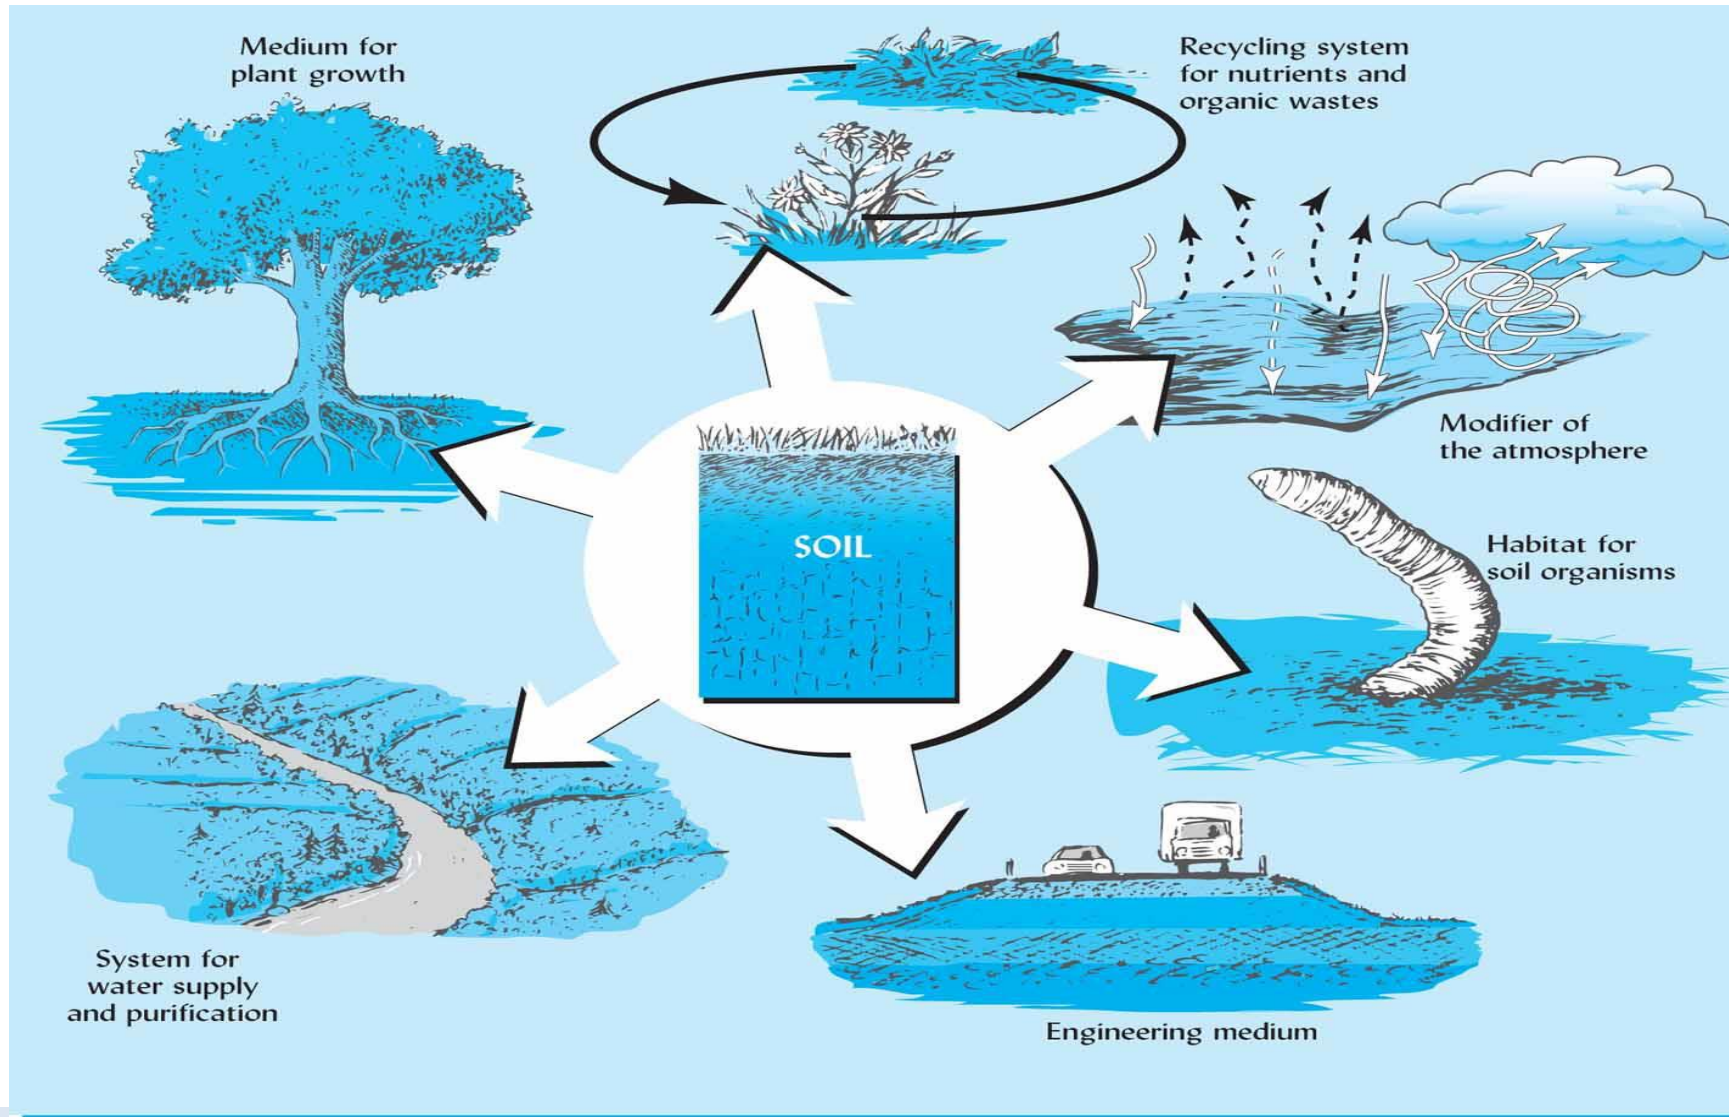 Medium for
plant growth
Recycling system
for nutrients and
organic wastes
Modifier of
the atmosphere
SOIL
Habitat for
soil organisms
System for
water supply
and purification
Engineering medium